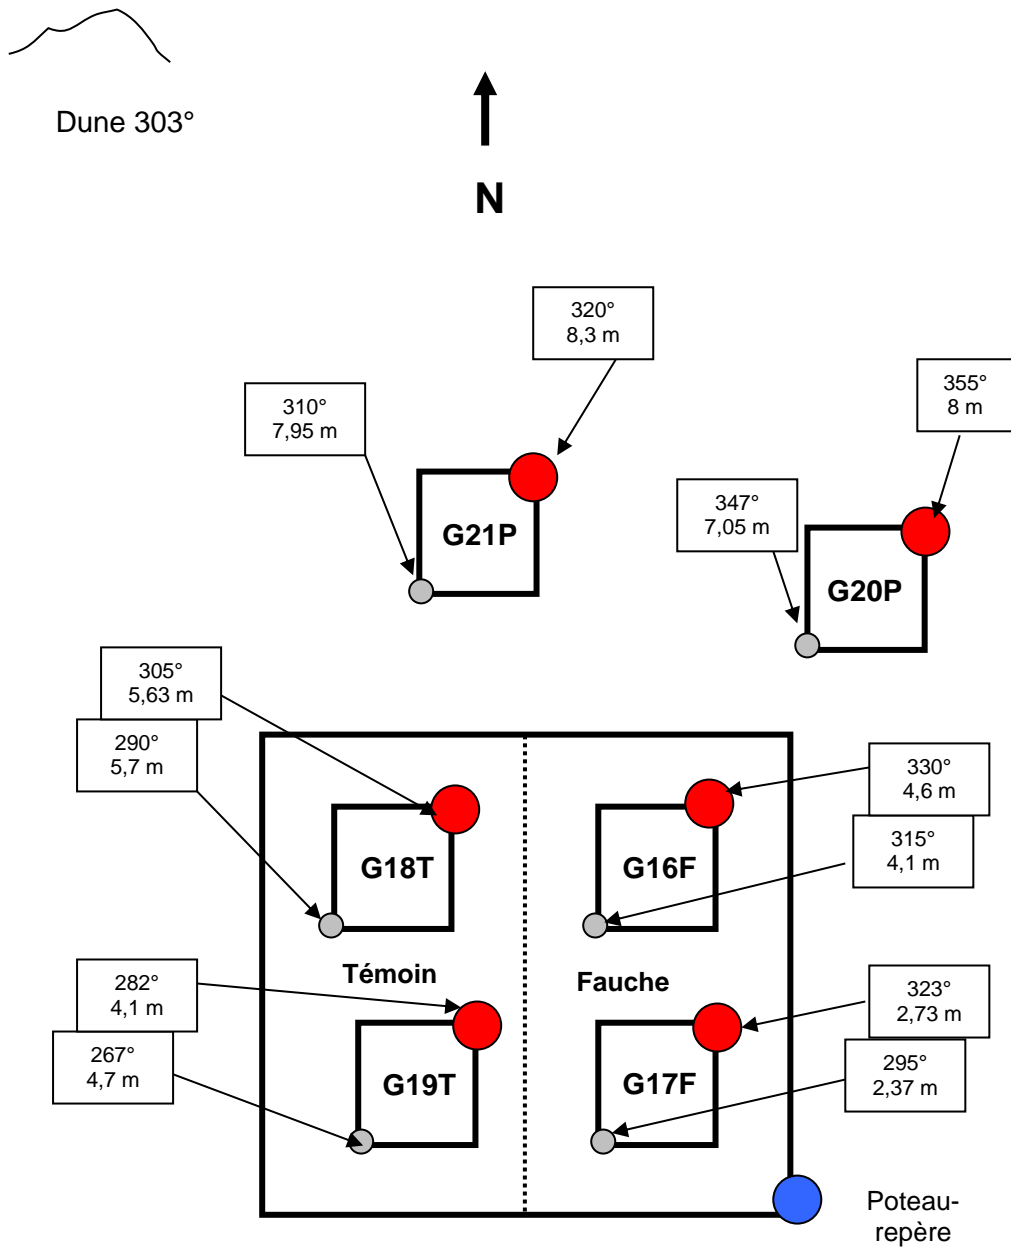 Dune 303°
N
320°
8,3 m
310°
7,95 m
355°
8 m
347°
7,05 m
G21P
G20P
305°
5,63 m
290°
5,7 m
330°
4,6 m
315°
4,1 m
G18T
G16F
Témoin
Fauche
282°
4,1 m
267°
4,7 m
323°
2,73 m
295°
2,37 m
G19T
G17F
Poteau-
repère